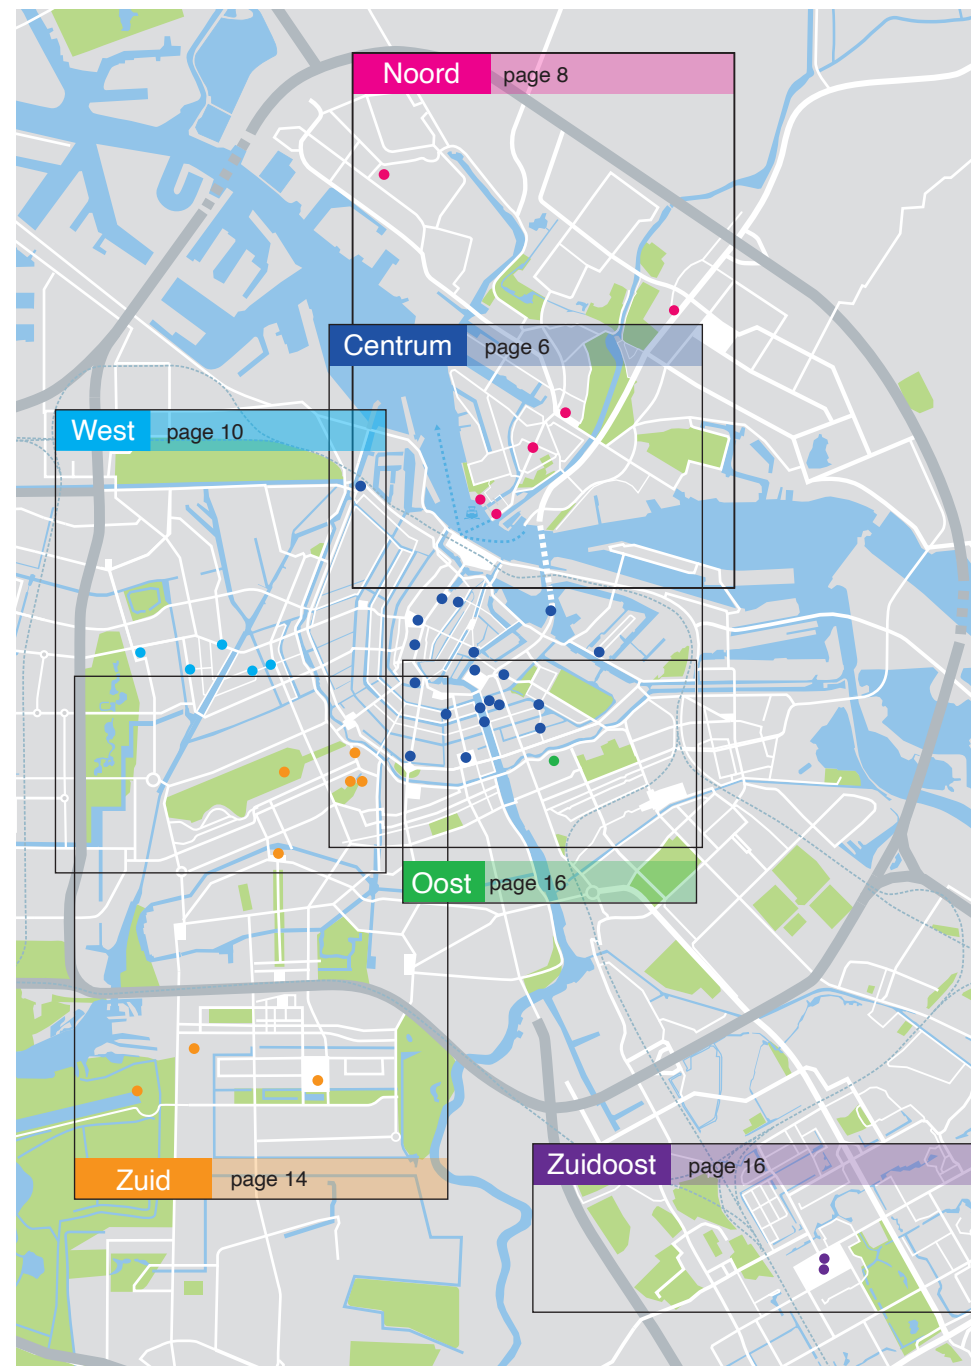 Noord page 8
Centrum page 6
West page 10
Oost page 16
Zuidoost page 16
Zuid page 14